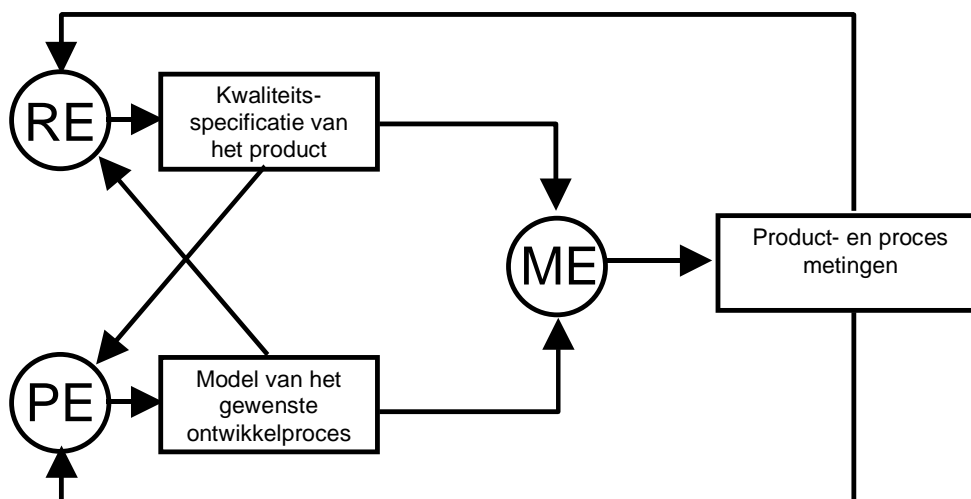 RE
Kwaliteits-
specificatie van
het product
ME
Product- en proces
metingen
PE
Model van het
gewenste
ontwikkelproces